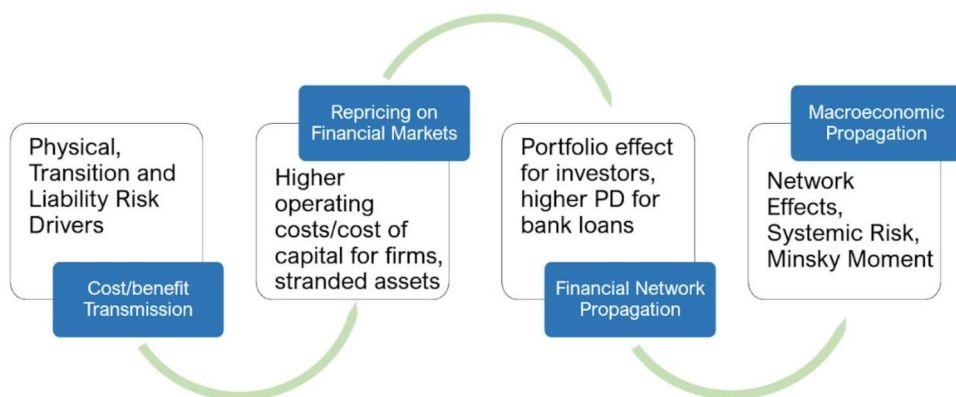 Physical,
Transition and
Liability Risk
Drivers
Cost/benefit
Transmission
Repricing on
Financial Markets
Higher
operating
costs/cost of
capital for firms,
stranded assets
Portfolio effect
for investors,
higher PD for
bank loans
Financial Network
Propagation
Macroeconomic
Propagation
Network
Effects,
Systemic Risk,
Minsky Moment